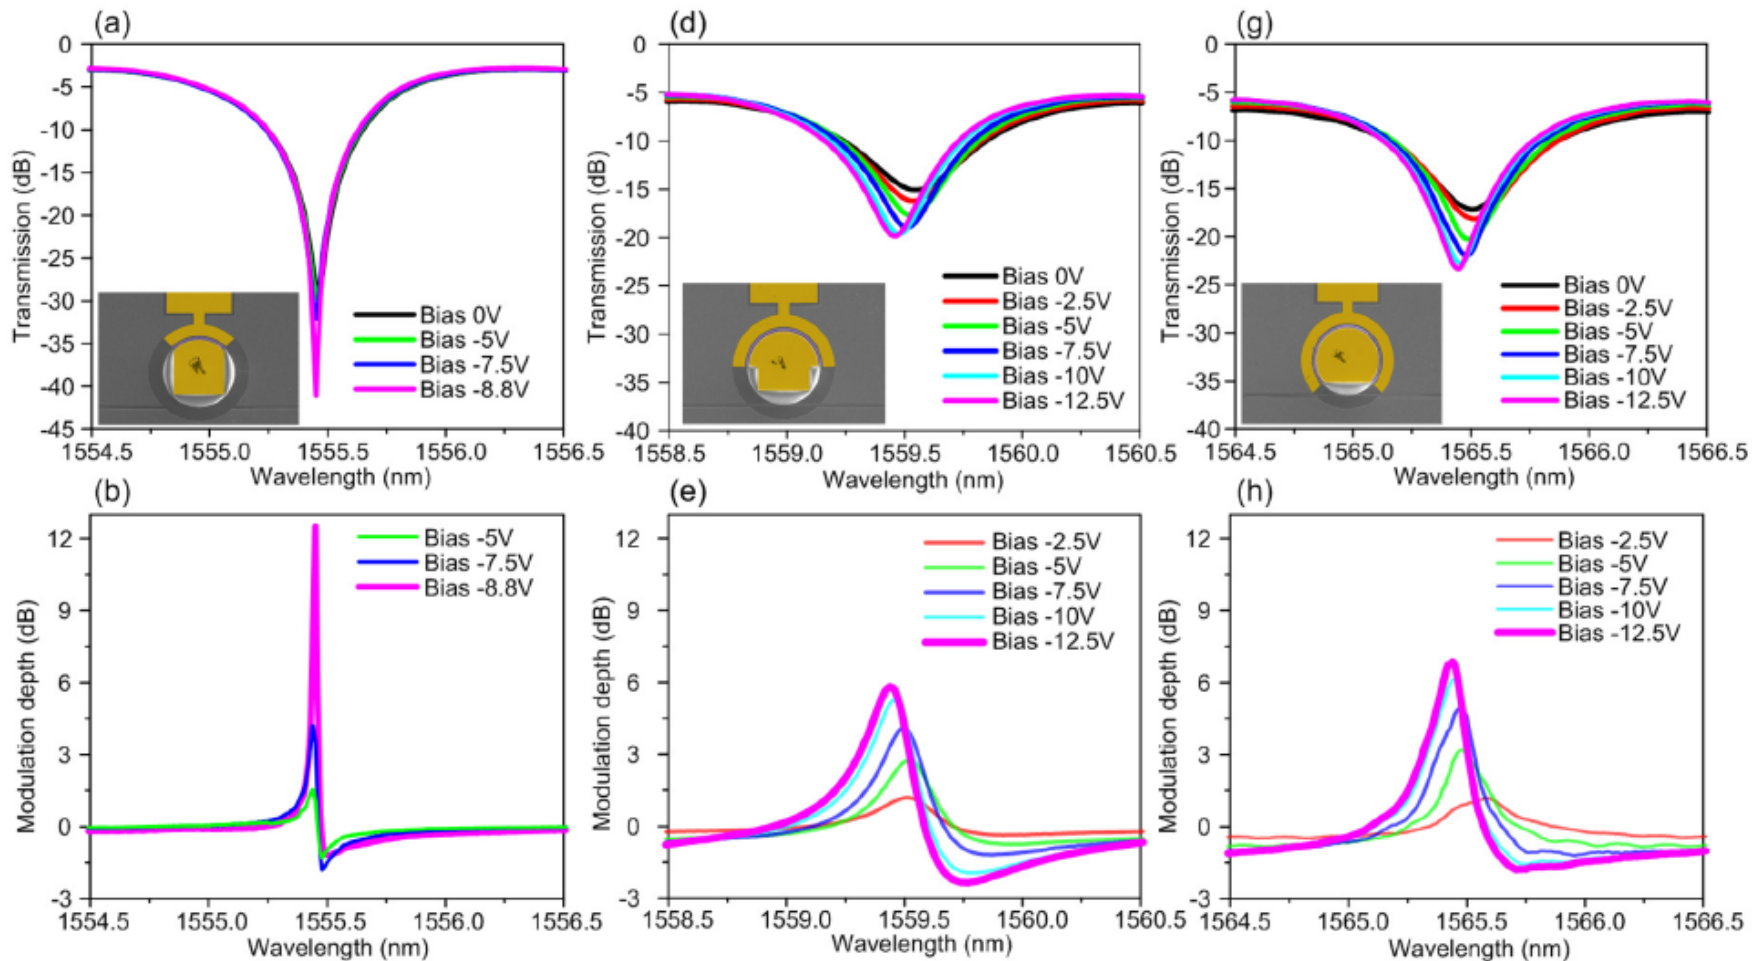 (a)
0
-5
-10
-15
-20
-25
-30
-35
-40
-45
Transmission (dB)
Bias 0V
Bias -5V
Bias -7.5V
Bias -8.8V
1554.5 1555.0 1555.5 1556.0 1556.5
Wavelength (nm)
(d)
0
-5
-10
-15
-20
-25
-30
-35
-40
Transmission (dB)
Bias 0V
Bias -2.5V
Bias -5V
Bias -7.5V
Bias -10V
Bias -12.5V
1558.5 1559.0 1559.5 1560.0 1560.5
Wavelength (nm)
(g)
0
-5
-10
-15
-20
-25
-30
-35
-40
Transmission (dB)
Bias 0V
Bias -2.5V
Bias -5V
Bias -7.5V
Bias -10V
Bias -12.5V
1564.5 1565.0 1565.5 1566.0 1566.5
Wavelength (nm)
(b)
12
9
6
3
0
-3
Modulation depth (dB)
Bias -5V
Bias -7.5V
Bias -8.8V
1554.5 1555.0 1555.5 1556.0 1556.5
Wavelength (nm)
(e)
12
9
6
3
0
-3
Modulation depth (dB)
Bias -2.5V
Bias -5V
Bias -7.5V
Bias -10V
Bias -12.5V
1558.5 1559.0 1559.5 1560.0 1560.5
Wavelength (nm)
(h)
12
9
6
3
0
-3
Modulation depth (dB)
Bias -2.5V
Bias -5V
Bias -7.5V
Bias -10V
Bias -12.5V
1564.5 1565.0 1565.5 1566.0 1566.5
Wavelength (nm)